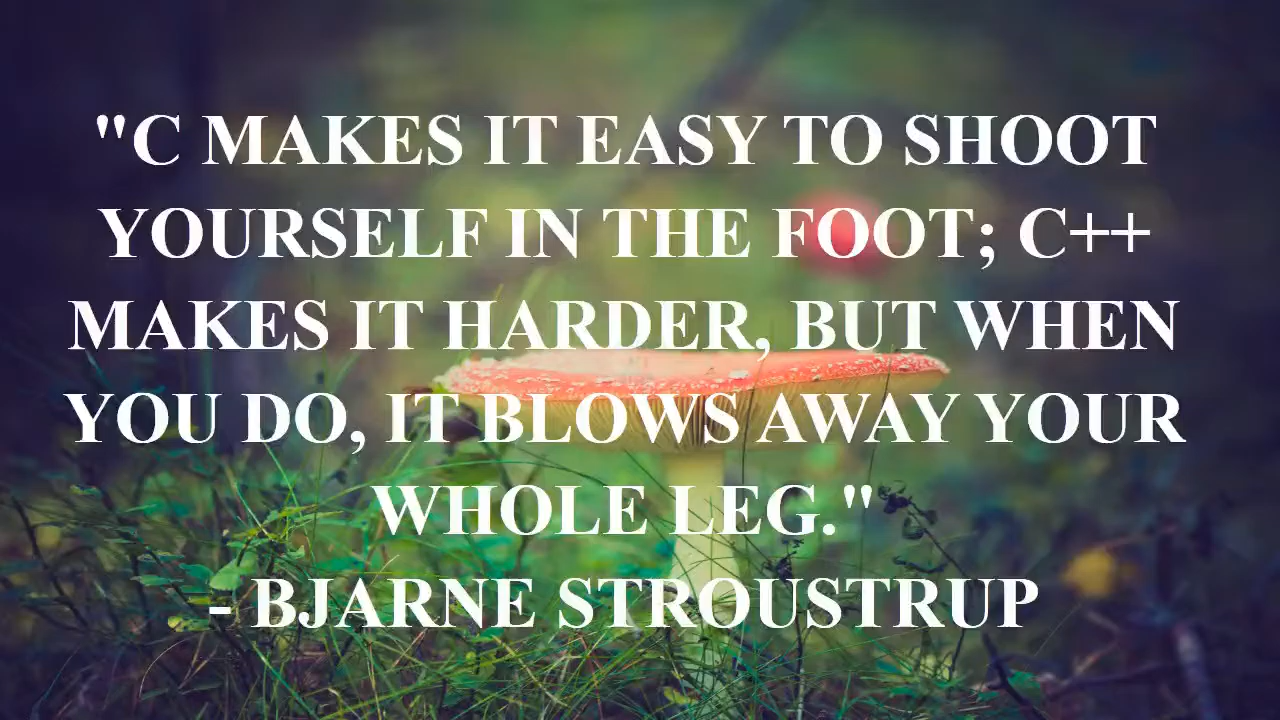 "C MAKES IT EASY TO SHOOT
YOURSELF IN THE FOOT; C++
MAKES IT HARDER, BUT WHEN
YOU DO, IT BLOWS AWAY YOUR
WHOLE LEG."
- BJARNE STROUSTRUP